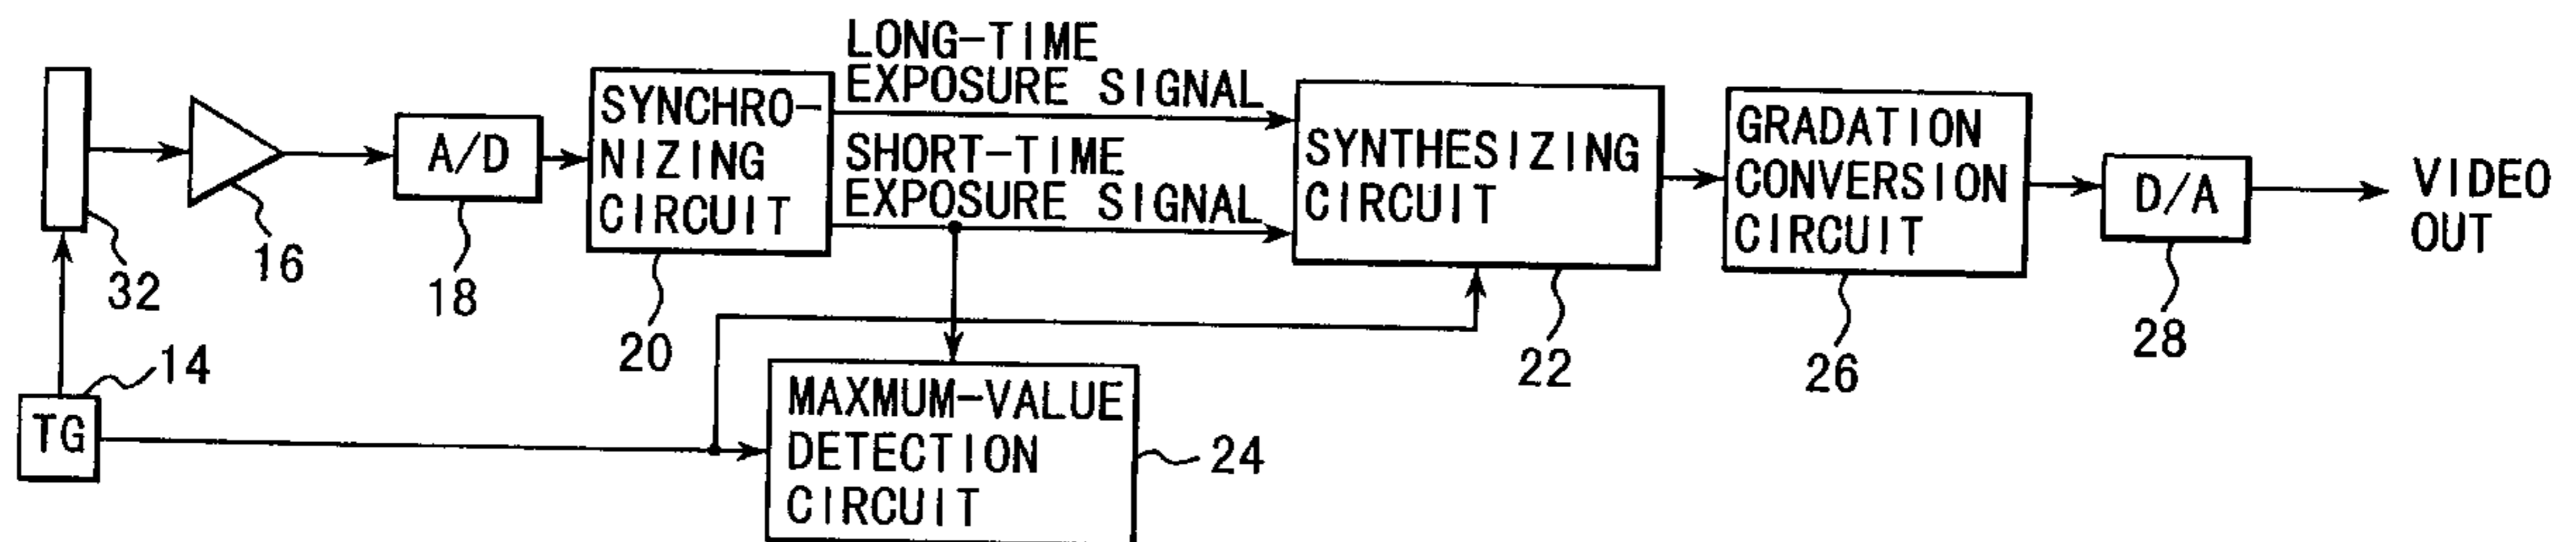 LONG-TIME
EXPOSURE SIGNAL
SYNCHRO-
NIZING
CIRCUIT
A/D
SHORT-TIME
EXPOSURE SIGNAL
SYNTHESIZING
CIRCUIT
GRADATION
CONVERSION
CIRCUIT
D/A
VIDEO
OUT
32
16
18
20
22
26
28
14
TG
MAXMUM-VALUE
DETECTION
CIRCUIT
24